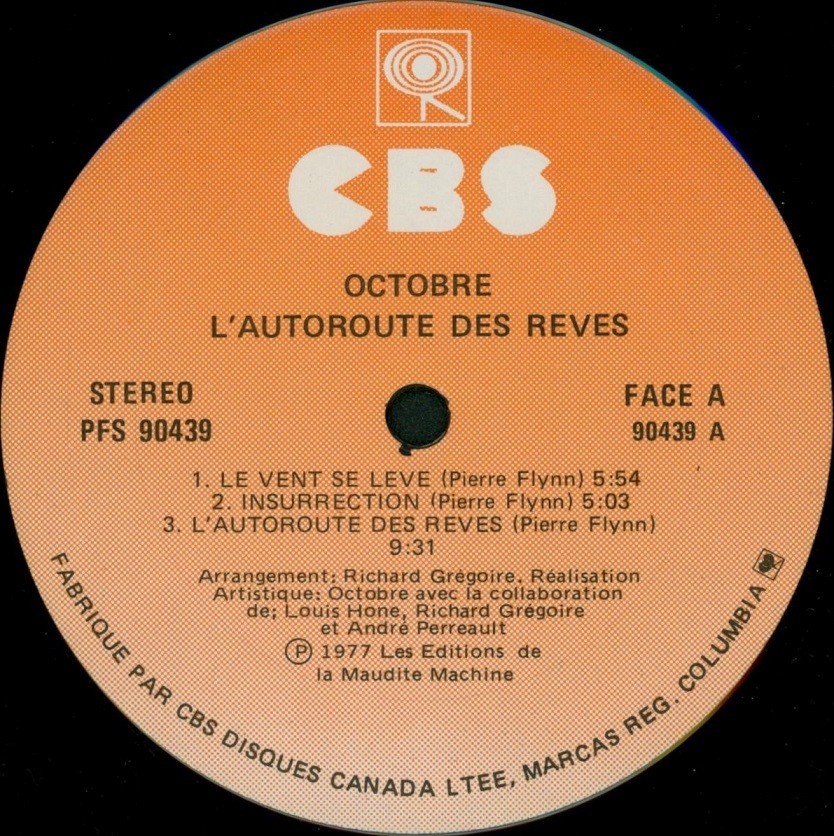 CBS
OCTOBRE
L'AUTOROUTE DES REVES
STEREO
PFS 90439
FACE A
90439 A
1. LE VENT SE LEVE (Pierre Flynn) 5:54
2. INSURRECTION (Pierre Flynn) 5:03
3. L'AUTOROUTE DES REVES (Pierre Flynn)
9:31
Arrangement: Richard Grégoire. Réalisation
Artistique: Octobre avec la collaboration
de; Louis Hone, Richard Grégoire
et André Perreault
Ⓟ 1977 Les Editions de
la Maudite Machine
FABRIQUE PAR CBS DISQUES CANADA LTEE, MARCAS REG. COLUMBIA